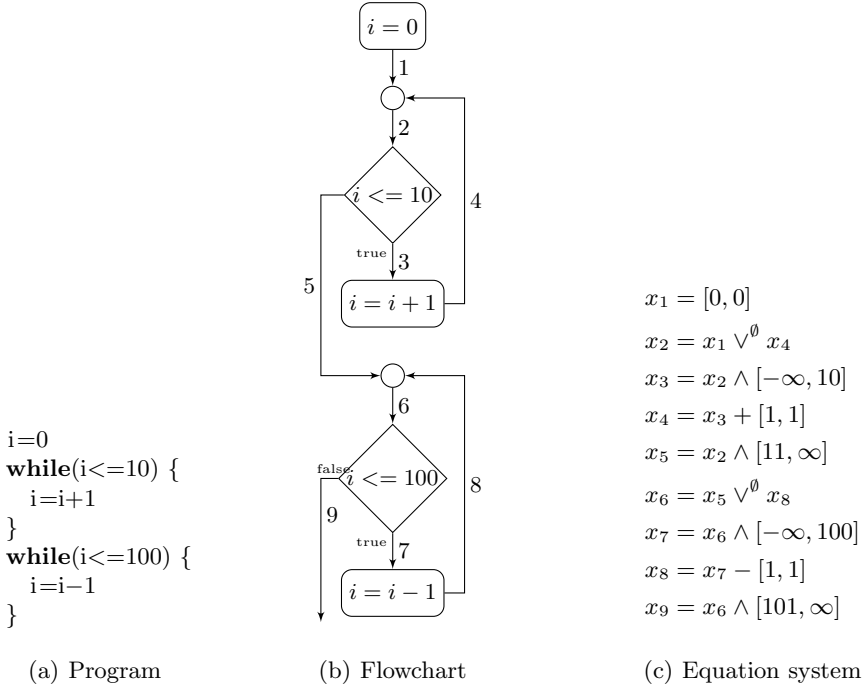 i = 0
1
2
i <= 10
4
true
3
5
i = i + 1
6
false
i <= 100
8
9
true
7
i = i − 1
i=0
while(i<=10) {
i=i+1
}
while(i<=100) {
i=i−1
}
x₁ = [0, 0]
x₂ = x₁ ∨^∅ x₄
x₃ = x₂ ∧ [−∞, 10]
x₄ = x₃ + [1, 1]
x₅ = x₂ ∧ [11, ∞]
x₆ = x₅ ∨^∅ x₈
x₇ = x₆ ∧ [−∞, 100]
x₈ = x₇ − [1, 1]
x₉ = x₆ ∧ [101, ∞]
(a) Program
(b) Flowchart
(c) Equation system